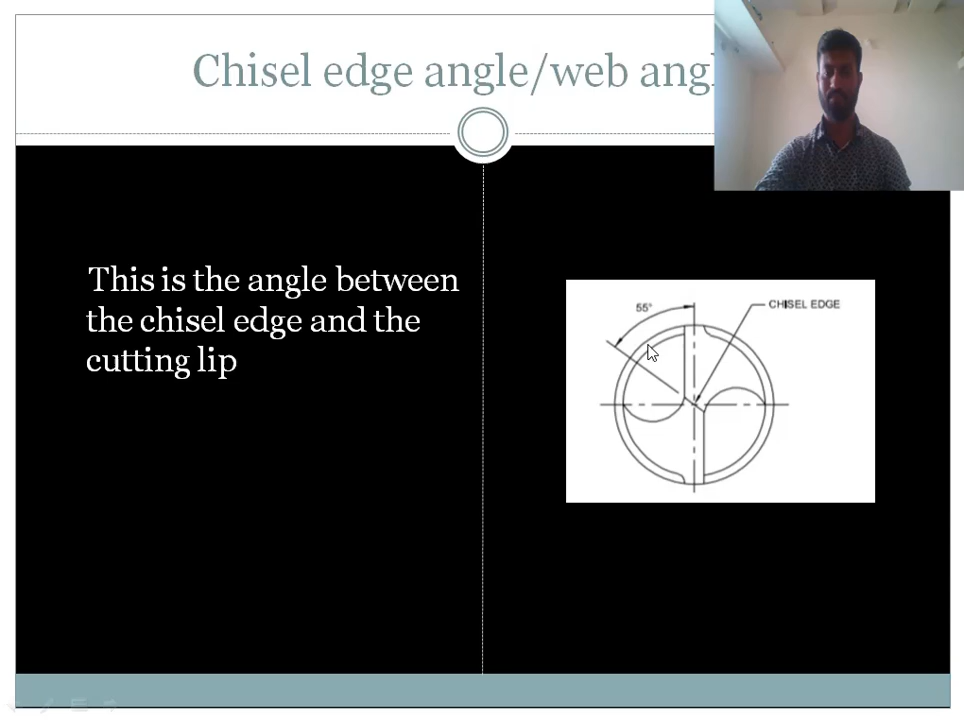 Chisel edge angle/web ang
This is the angle between
the chisel edge and the
cutting lip
55°
CHISEL EDGE